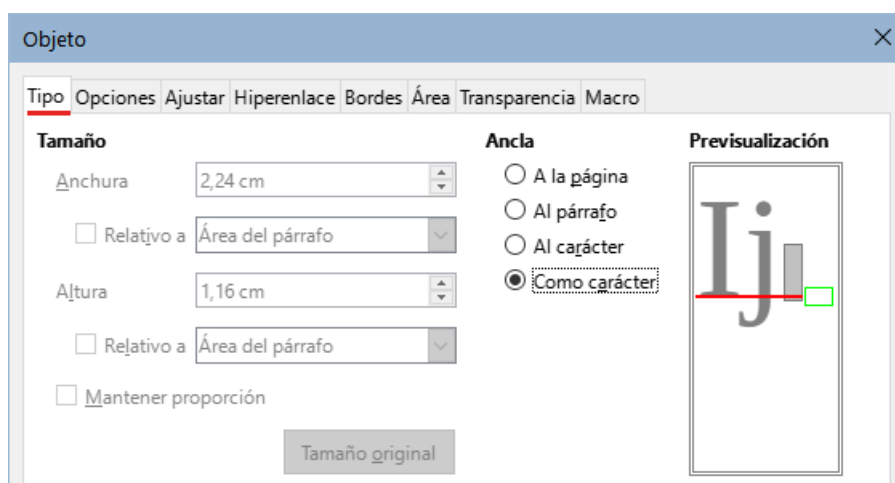 Objeto
Tipo Opciones Ajustar Hiperenlace Bordes Área Transparencia Macro
Tamaño
Anchura 2,24 cm
Relativo a Área del párrafo
Altura 1,16 cm
Relativo a Área del párrafo
Mantener proporción
Tamaño original
Ancla
A la página
Al párrafo
Al carácter
Como carácter
Previsualización
Ij